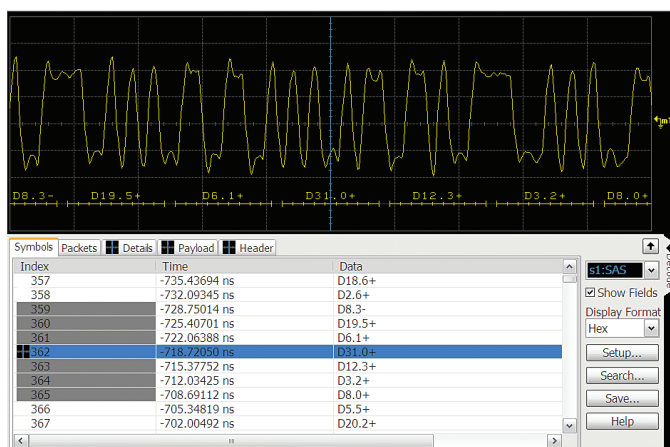 D8.3- D19.5+ D6.1+ D31.0+ D12.3+ D3.2+ D8.0+
Symbols Packets Details Payload Header
Index Time Data
357 -735.43694 ns D18.6+
358 -732.09345 ns D2.6+
359 -728.75014 ns D8.3-
360 -725.40701 ns D19.5+
361 -722.06388 ns D6.1+
362 -718.72050 ns D31.0+
363 -715.37752 ns D12.3+
364 -712.03425 ns D3.2+
365 -708.69112 ns D8.0+
366 -705.34819 ns D5.5+
367 -702.00492 ns D20.2+
Decode
s1:SAS
Show Fields
Display Format
Hex
Setup...
Search...
Save...
Help